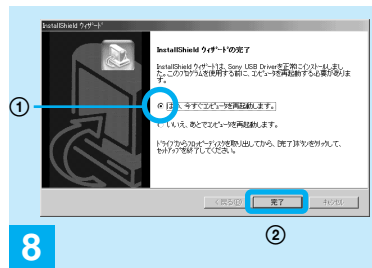 InstallShield ウィザード
InstallShield ウィザードの完了
InstallShield ウィザードは、Sony USB Driverを正常にインストールしまし
た。このプログラムを使用する前に、コンピュータを再起動する必要がありま
す。
①
はい、今すぐコンピュータを再起動します。
いいえ、あとでコンピュータを再起動します。
ドライブからフロッピーディスクを取り出してから、[完了]ボタンをクリックして、
セットアップを終了してください。
< 戻る(B)
完了
キャンセル
②
8